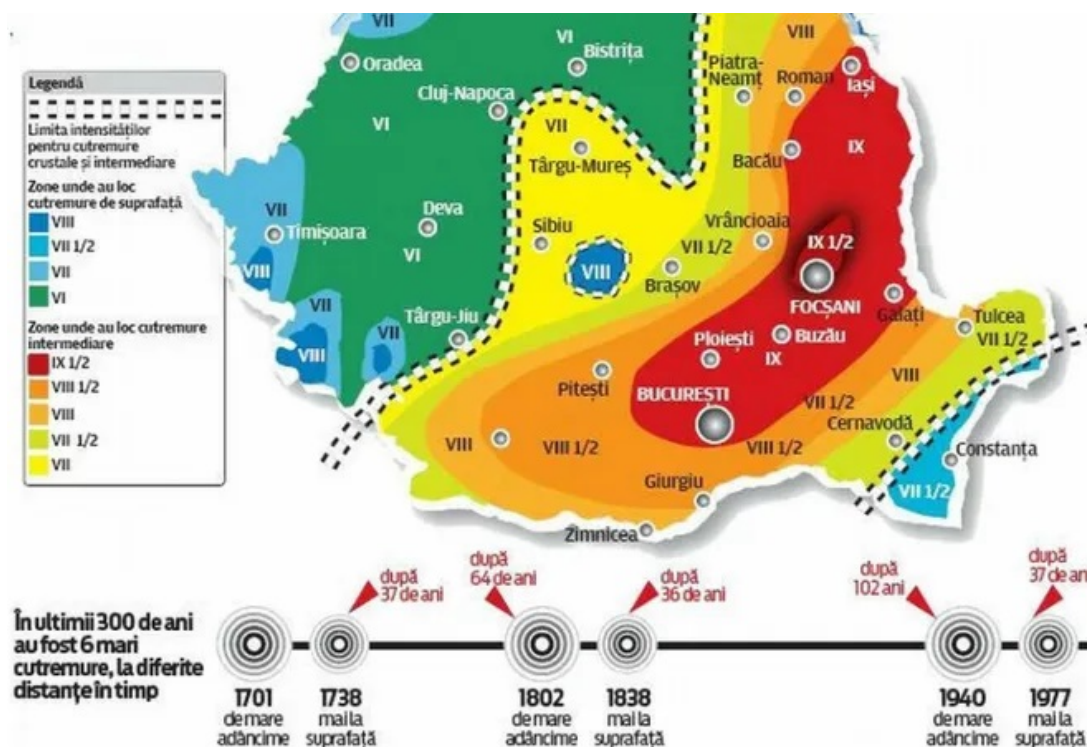 Legendă
Limita intensităților
pentru cutremure
crustale și intermediare
Zone unde au loc
cutremure de suprafață
VIII
VII 1/2
VII
VI
Zone unde au loc cutremure
intermediare
IX 1/2
VIII 1/2
VIII
VII 1/2
VII
VII
VI
VIII
Bistrița
Oradea
Piatra-
Neamț
Roman
Iași
Cluj-Napoca
VI
VII
Târgu-Mureș
Bacău
IX
VII
Timișoara
Deva
VI
Sibiu
Vrâncioaia
VII 1/2
IX 1/2
VIII
VIII
Brașov
FOCȘANI
Galați
VII
Târgu-Jiu
VII
VIII
Ploiești
Buzău
IX
Tulcea
VII 1/2
Pitești
BUCUREȘTI
VIII
VII 1/2
Cernavodă
VIII
VIII 1/2
VIII 1/2
Constanța
VII 1/2
Giurgiu
Zimnicea
după
37 de ani
după
64 de ani
după
36 de ani
după
102 ani
după
37 de an
În ultimii 300 de ani
au fost 6 mari
cutremure, la diferite
distanțe în timp
1701
de mare
adâncime
1738
mai la
suprafață
1802
de mare
adâncime
1838
mai la
suprafață
1940
de mare
adâncime
1977
mai la
suprafață